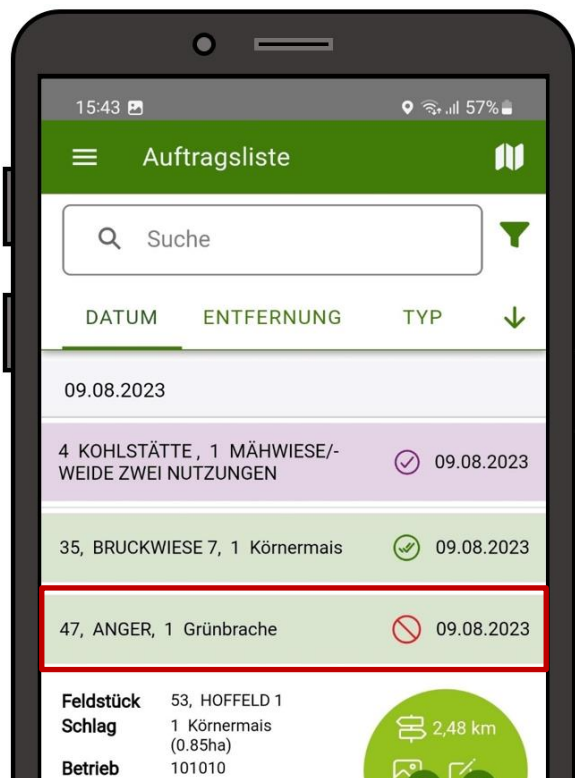 15:43 57%
Auftragsliste
Suche
DATUM ENTFERNUNG TYP
09.08.2023
4 KOHLSTÄTTE , 1 MÄHWIESE/-
WEIDE ZWEI NUTZUNGEN 09.08.2023
35, BRUCKWIESE 7, 1 Körnermais 09.08.2023
47, ANGER, 1 Grünbrache 09.08.2023
Feldstück 53, HOFFELD 1
Schlag 1 Körnermais
(0.85ha)
2,48 km
Betrieb 101010